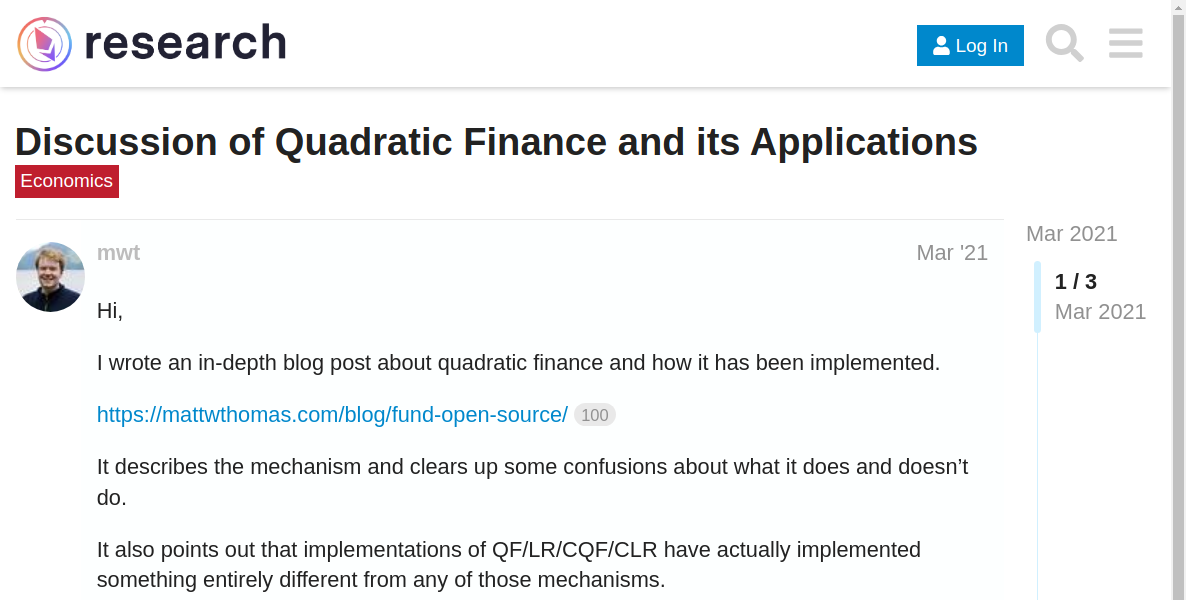 research
Log In
Discussion of Quadratic Finance and its Applications
Economics
mwt
Mar '21
Mar 2021
1 / 3
Mar 2021
Hi,
I wrote an in-depth blog post about quadratic finance and how it has been implemented.
https://mattwthomas.com/blog/fund-open-source/ 100
It describes the mechanism and clears up some confusions about what it does and doesn’t
do.
It also points out that implementations of QF/LR/CQF/CLR have actually implemented
something entirely different from any of those mechanisms.